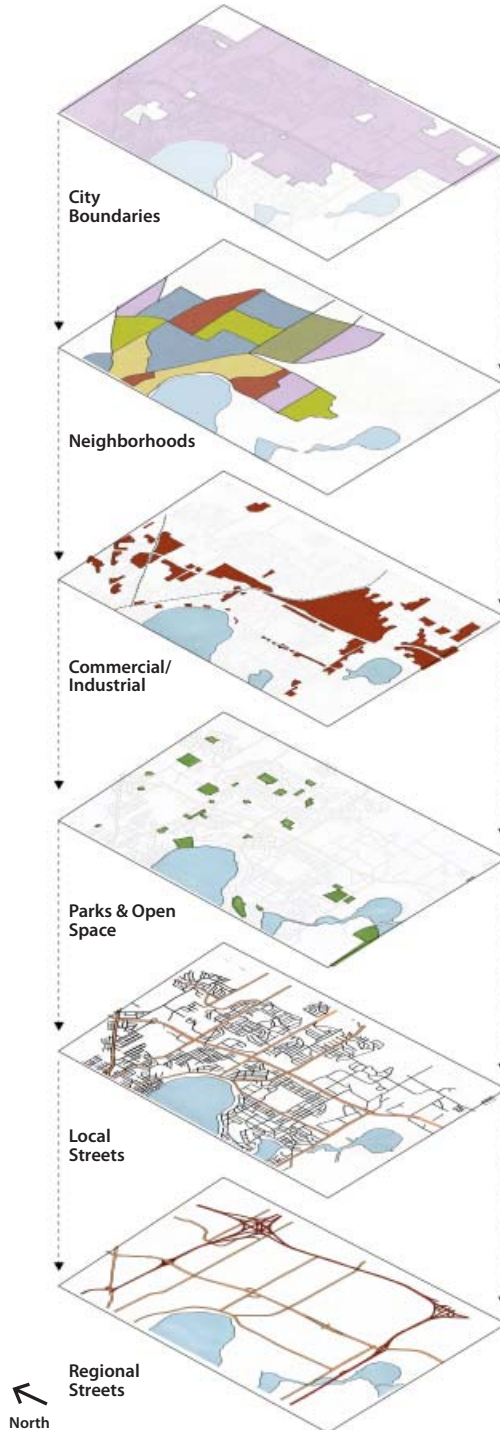 City
Boundaries
Neighborhoods
Commercial/
Industrial
Parks & Open
Space
Local
Streets
Regional
Streets
North